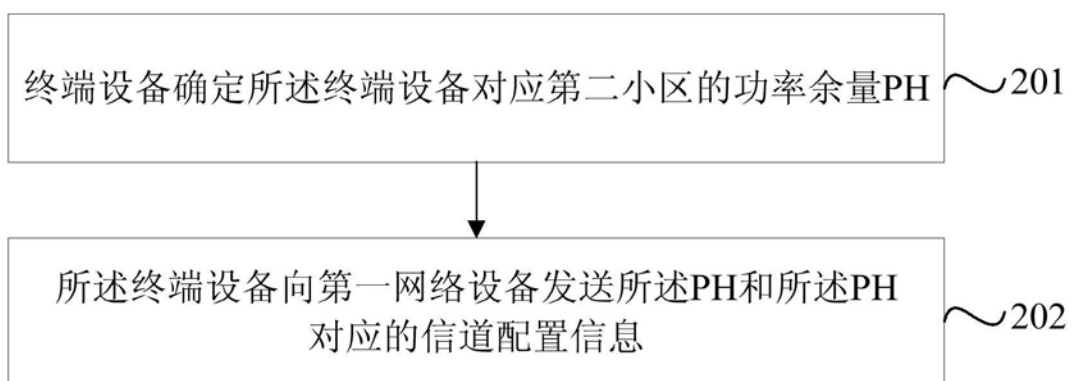 终端设备确定所述终端设备对应第二小区的功率余量PH
201
所述终端设备向第一网络设备发送所述PH和所述PH
对应的信道配置信息
202